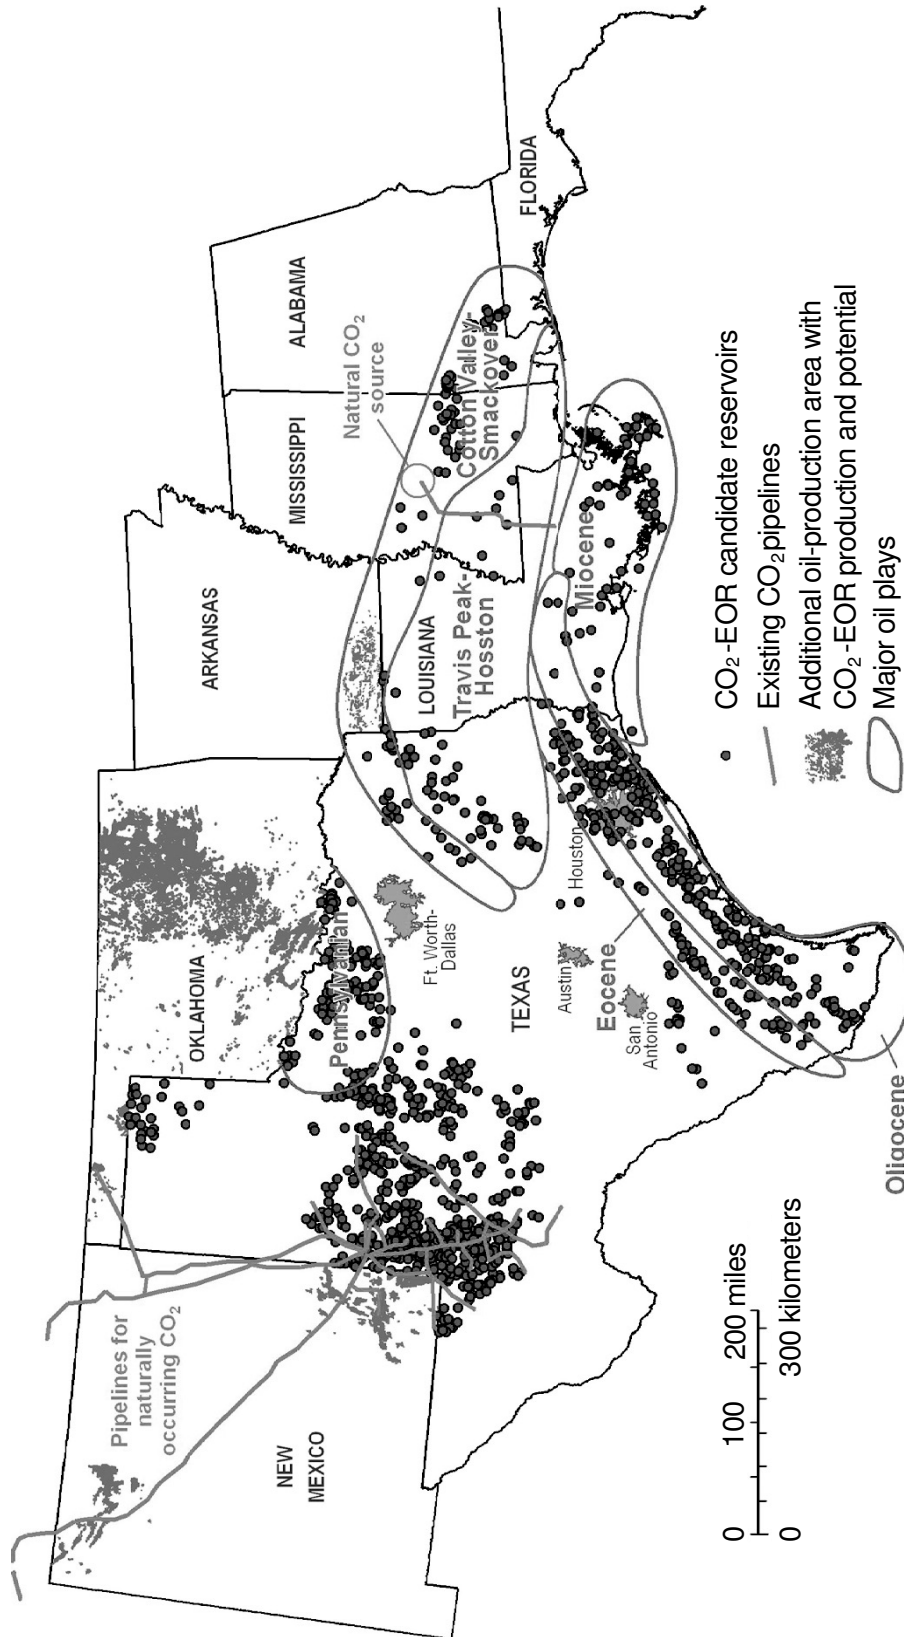 Pipelines for
naturally
occurring CO₂
NEW
MEXICO
OKLAHOMA
ARKANSAS
MISSISSIPPI
ALABAMA
FLORIDA
Natural CO₂
source
Cotton Valley-
Smackover
LOUISIANA
Travis Peak-
Hosston
Miocene
Pennsylvanian
Ft. Worth-
Dallas
TEXAS
Austin
Houston
Eocene
San
Antonio
Oligocene
0 100 200 miles
0 300 kilometers
CO₂-EOR candidate reservoirs
Existing CO₂ pipelines
Additional oil-production area with
CO₂-EOR production and potential
Major oil plays